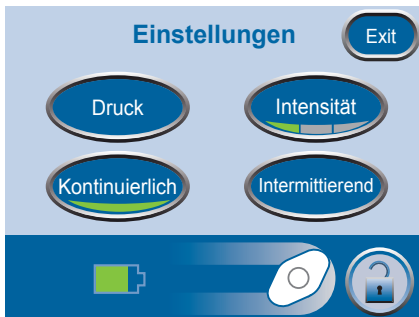 Einstellungen
Exit
Druck
Intensität
Kontinuierlich
Intermittierend